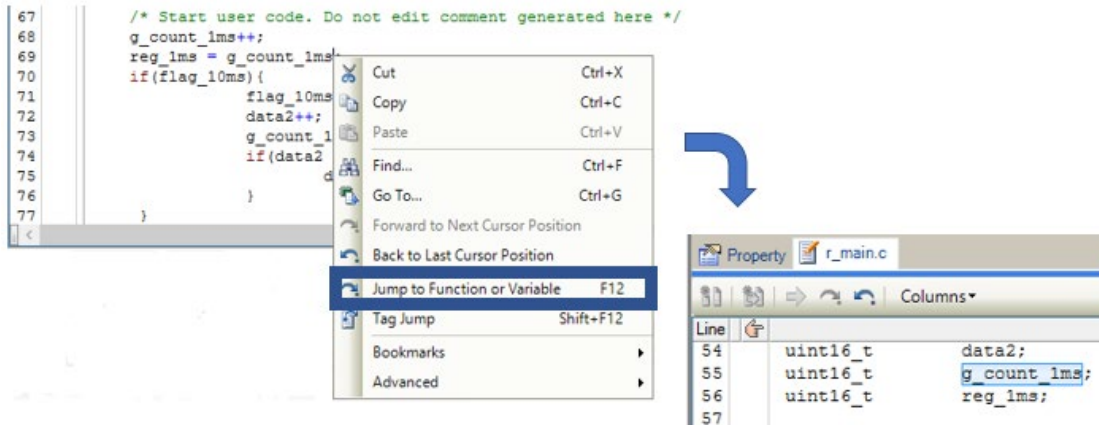 67 /* Start user code. Do not edit comment generated here */
68 g_count_1ms++;
69 reg_1ms = g_count_1ms;
70 if(flag_10ms){
71 flag_10ms
72 data2++;
73 g_count_1
74 if(data2
75 d
76 }
77 }
Cut Ctrl+X
Copy Ctrl+C
Paste Ctrl+V
Find... Ctrl+F
Go To... Ctrl+G
Forward to Next Cursor Position
Back to Last Cursor Position
Jump to Function or Variable F12
Tag Jump Shift+F12
Bookmarks
Advanced
Property r_main.c
Columns
Line
54 uint16_t data2;
55 uint16_t g_count_1ms;
56 uint16_t reg_1ms;
57